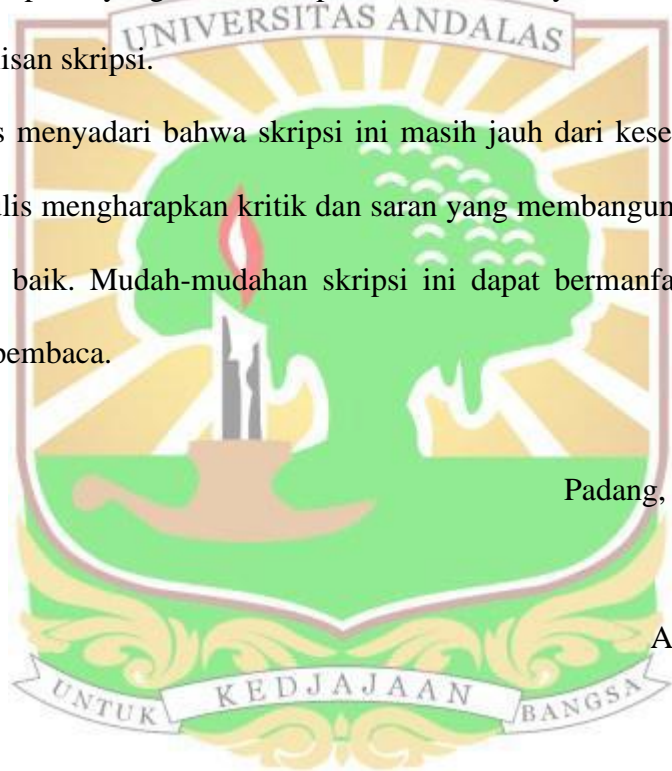 UNIVERSITAS ANDALAS
isan skripsi.
s menyadari bahwa skripsi ini masih jauh dari kese
ulis mengharapkan kritik dan saran yang membangun
baik. Mudah-mudahan skripsi ini dapat bermanfa
pembaca.
Padang,
A
UNTUK KEDJAJAAN BANGSA